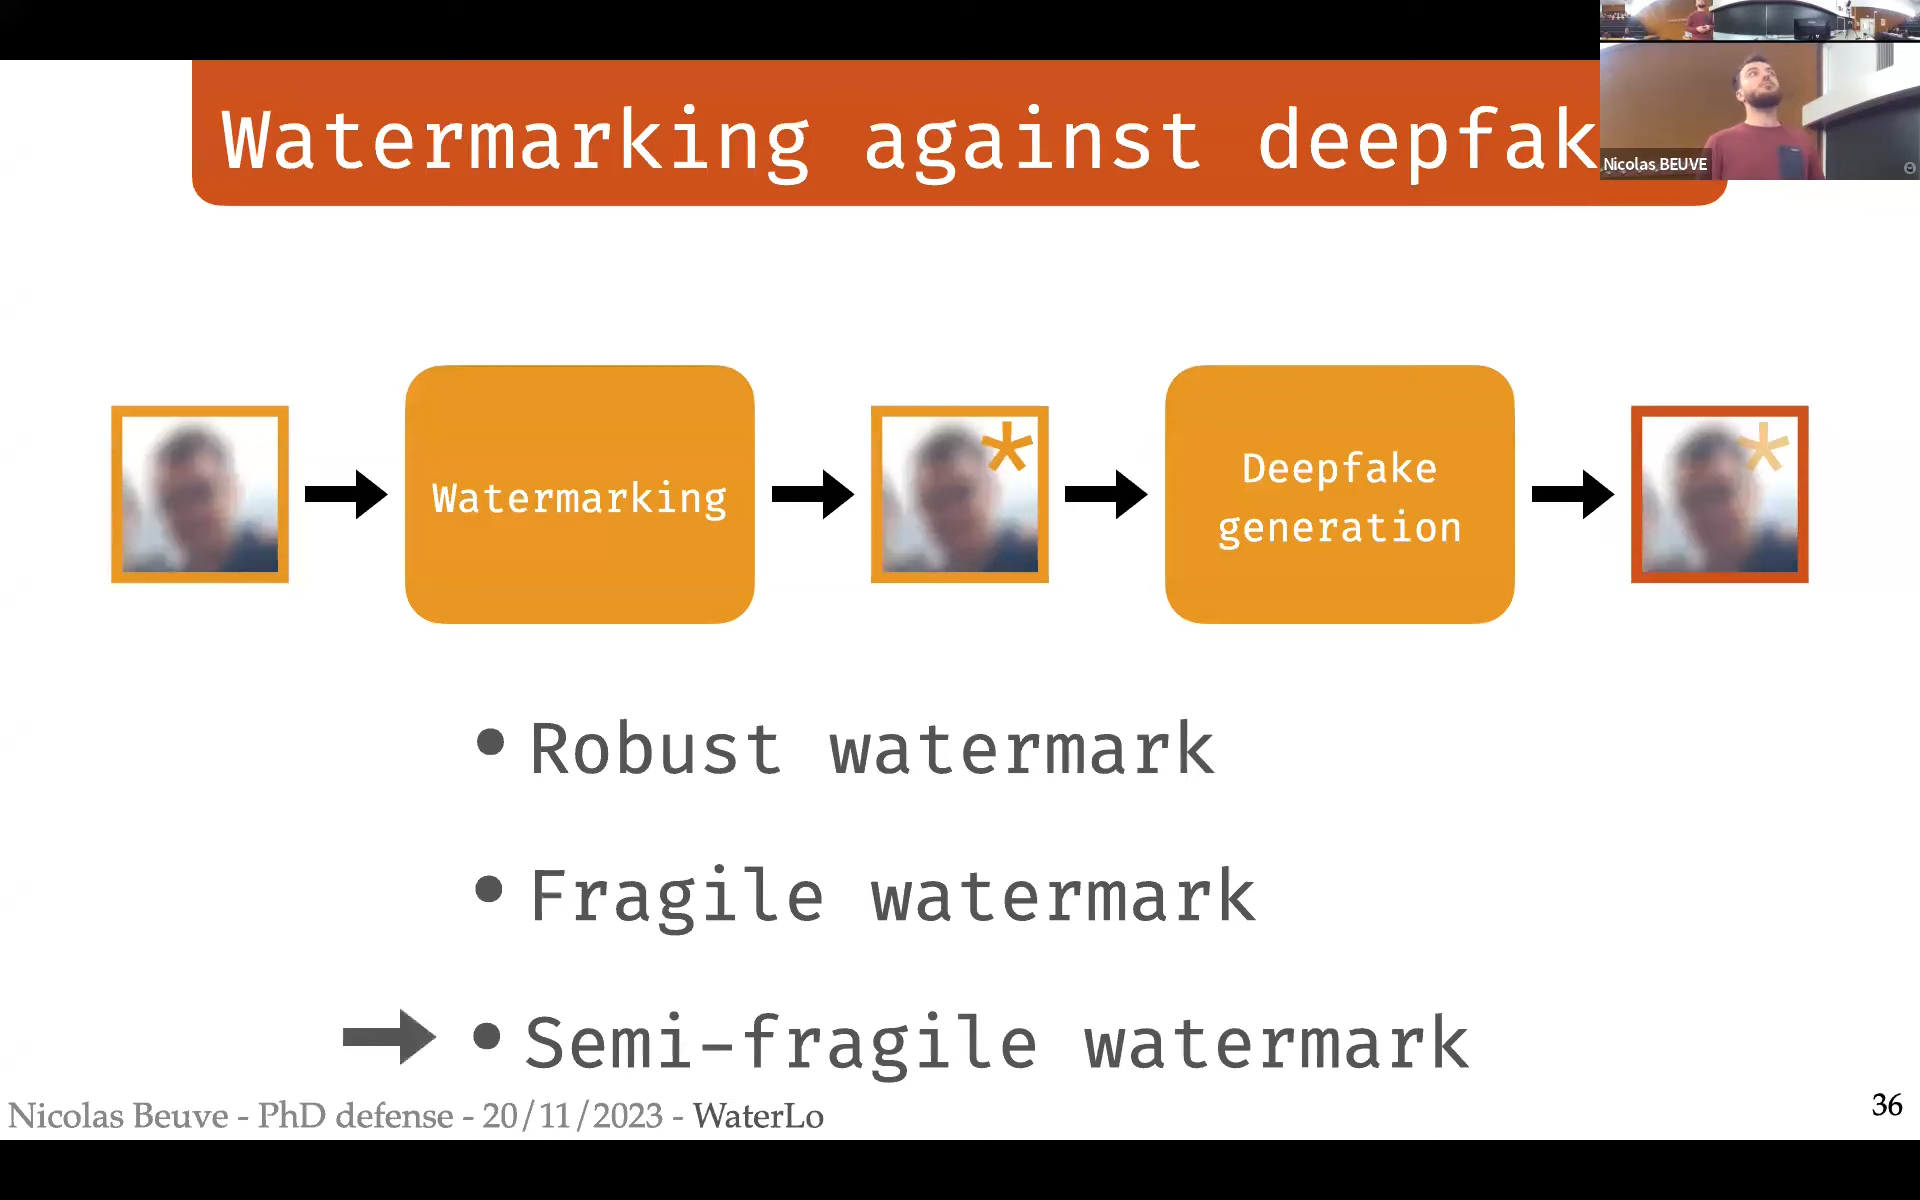 Watermarking against deepfak
Nicolas BEUVE
Watermarking
*
Deepfake
generation
*
• Robust watermark
• Fragile watermark
• Semi-fragile watermark
Nicolas Beuve - PhD defense - 20/11/2023 - WaterLo
36